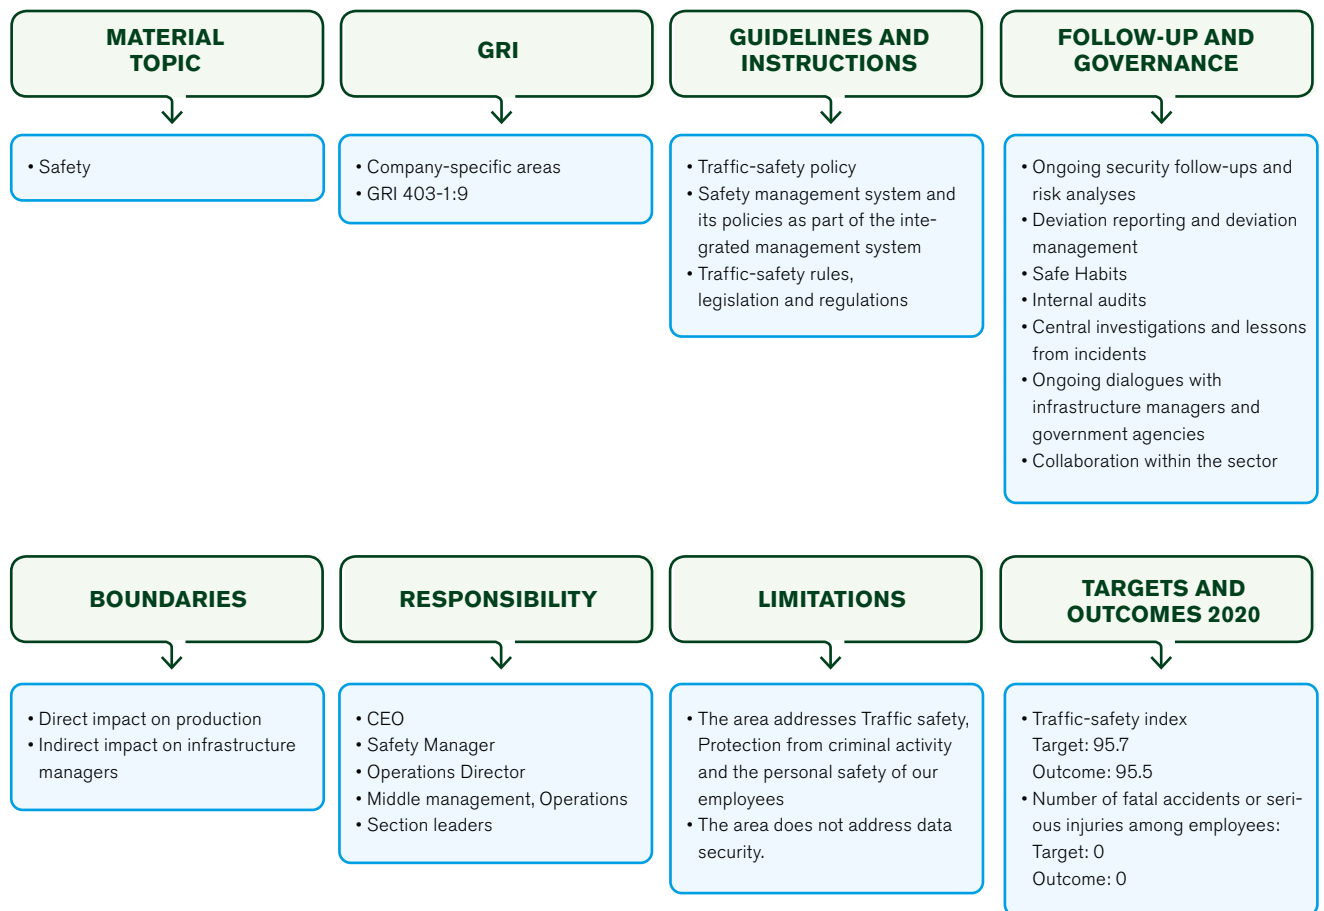 MATERIAL
TOPIC
• Safety
GRI
• Company-specific areas
• GRI 403-1:9
GUIDELINES AND
INSTRUCTIONS
• Traffic-safety policy
• Safety management system and
its policies as part of the inte-
grated management system
• Traffic-safety rules,
legislation and regulations
FOLLOW-UP AND
GOVERNANCE
• Ongoing security follow-ups and
risk analyses
• Deviation reporting and deviation
management
• Safe Habits
• Internal audits
• Central investigations and lessons
from incidents
• Ongoing dialogues with
infrastructure managers and
government agencies
• Collaboration within the sector
BOUNDARIES
• Direct impact on production
• Indirect impact on infrastructure
managers
RESPONSIBILITY
• CEO
• Safety Manager
• Operations Director
• Middle management, Operations
• Section leaders
LIMITATIONS
• The area addresses Traffic safety,
Protection from criminal activity
and the personal safety of our
employees
• The area does not address data
security.
TARGETS AND
OUTCOMES 2020
• Traffic-safety index
Target: 95.7
Outcome: 95.5
• Number of fatal accidents or seri-
ous injuries among employees:
Target: 0
Outcome: 0